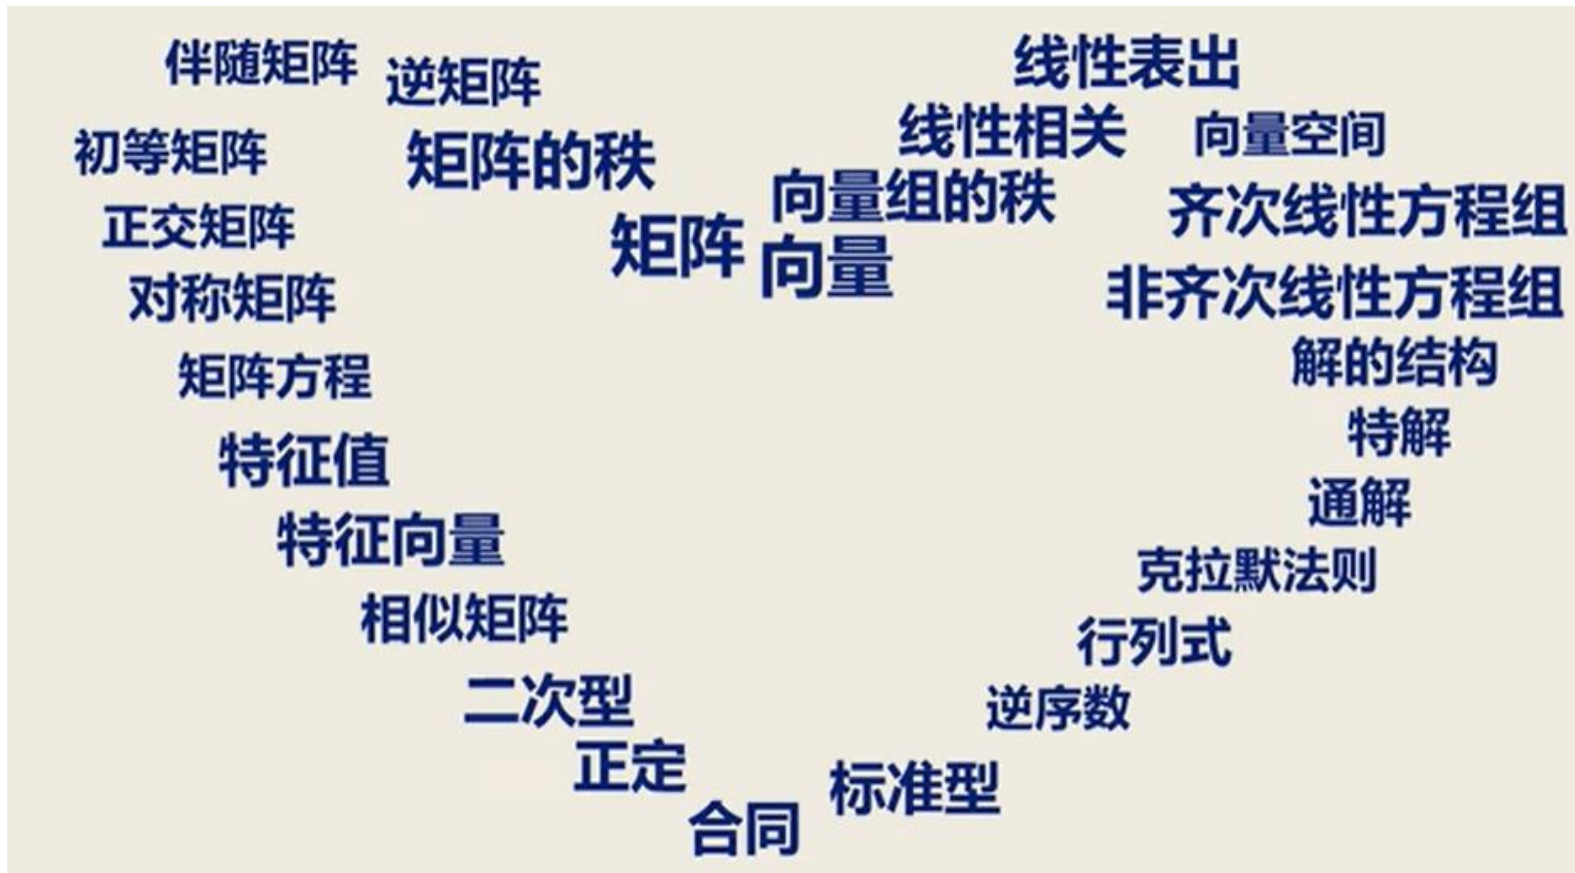 伴随矩阵
逆矩阵
初等矩阵
矩阵的秩
正交矩阵
矩阵
对称矩阵
矩阵方程
特征值
特征向量
相似矩阵
二次型
正定
合同
线性表出
线性相关
向量空间
向量组的秩
齐次线性方程组
向量
非齐次线性方程组
解的结构
特解
通解
克拉默法则
行列式
逆序数
标准型